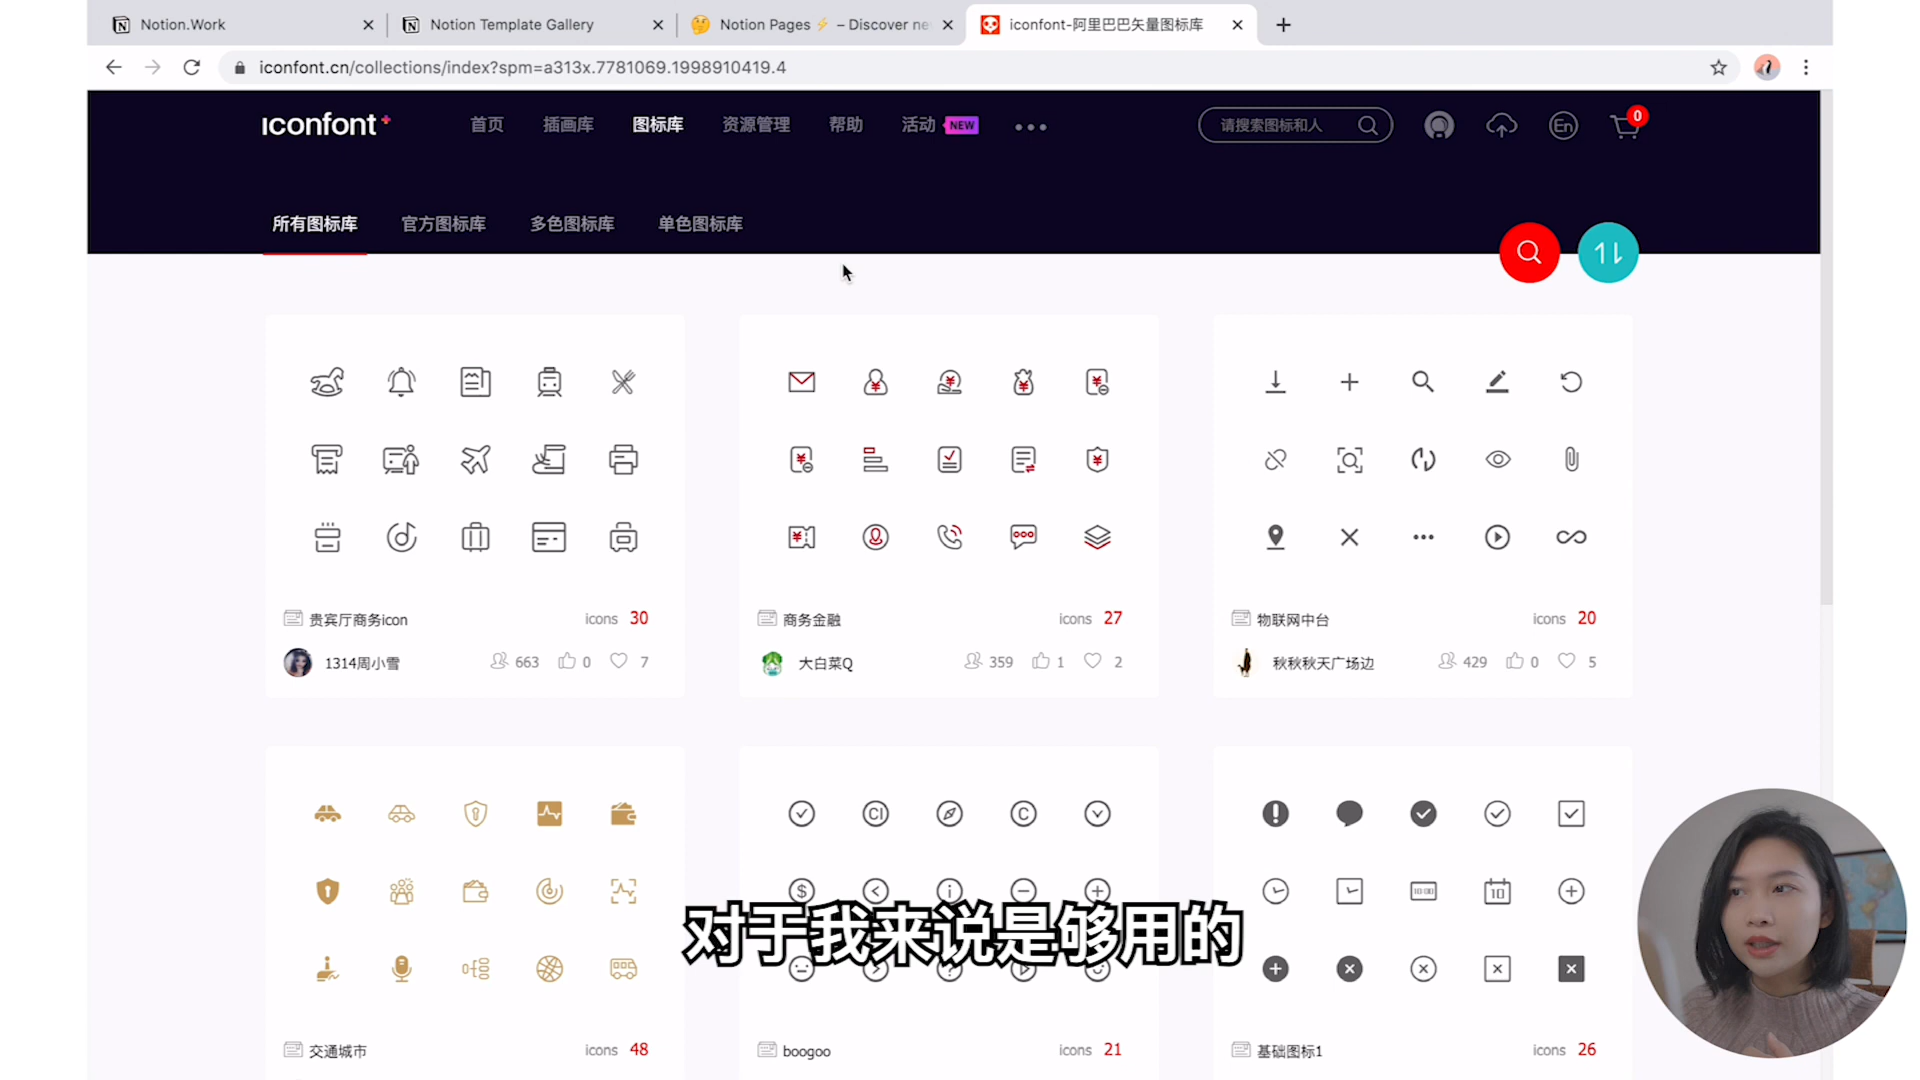 Notion.Work
Notion Template Gallery
Notion Pages⚡ – Discover ne
iconfont-阿里巴巴矢量图标库
iconfont.cn/collections/index?spm=a313x.7781069.1998910419.4
iconfont+
首页
插画库
图标库
资源管理
帮助
活动 NEW
请搜索图标和人
En
0
所有图标库
官方图标库
多色图标库
单色图标库
贵宾厅商务icon
icons 30
1314周小雪
663
0
7
商务金融
icons 27
大白菜Q
359
1
2
物联网中台
icons 20
秋秋秋天广场边
429
0
5
对于我来说是够用的
交通城市
icons 48
boogoo
icons 21
基础图标1
icons 26